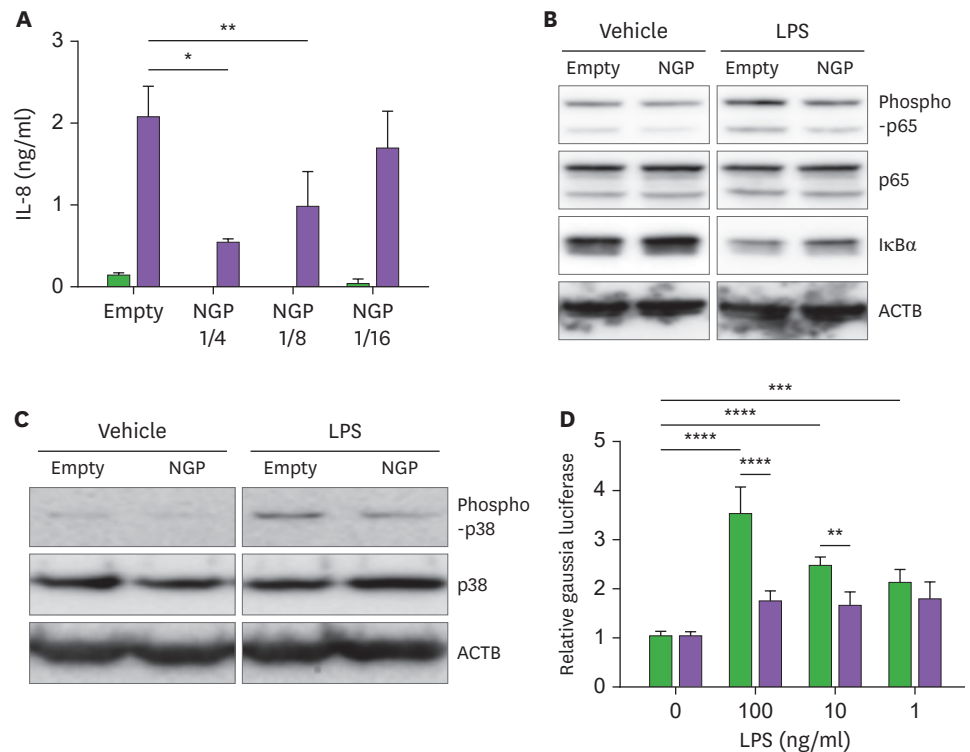 A
**
*
3
2
1
0
IL-8 (ng/ml)
Empty
NGP
1/4
NGP
1/8
NGP
1/16
B
Vehicle
LPS
Empty
NGP
Empty
NGP
Phospho
-p65
p65
IκBα
ACTB
C
Vehicle
LPS
Empty
NGP
Empty
NGP
Phospho
-p38
p38
ACTB
D
***
****
****
****
**
5
4
3
2
1
0
Relative gaussia luciferase
0
100
10
1
LPS (ng/ml)